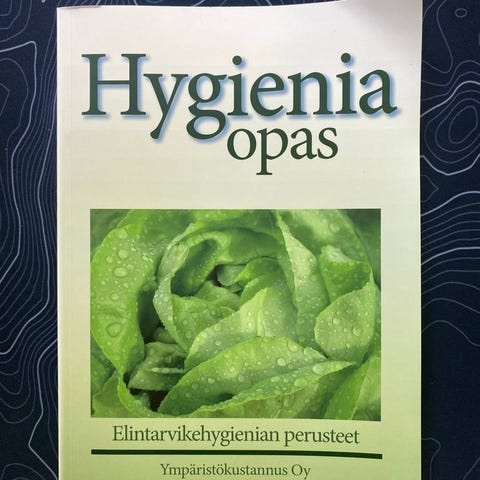 Hygienia
opas
Elintarvikehygienian perusteet
Ympäristökustannus Oy